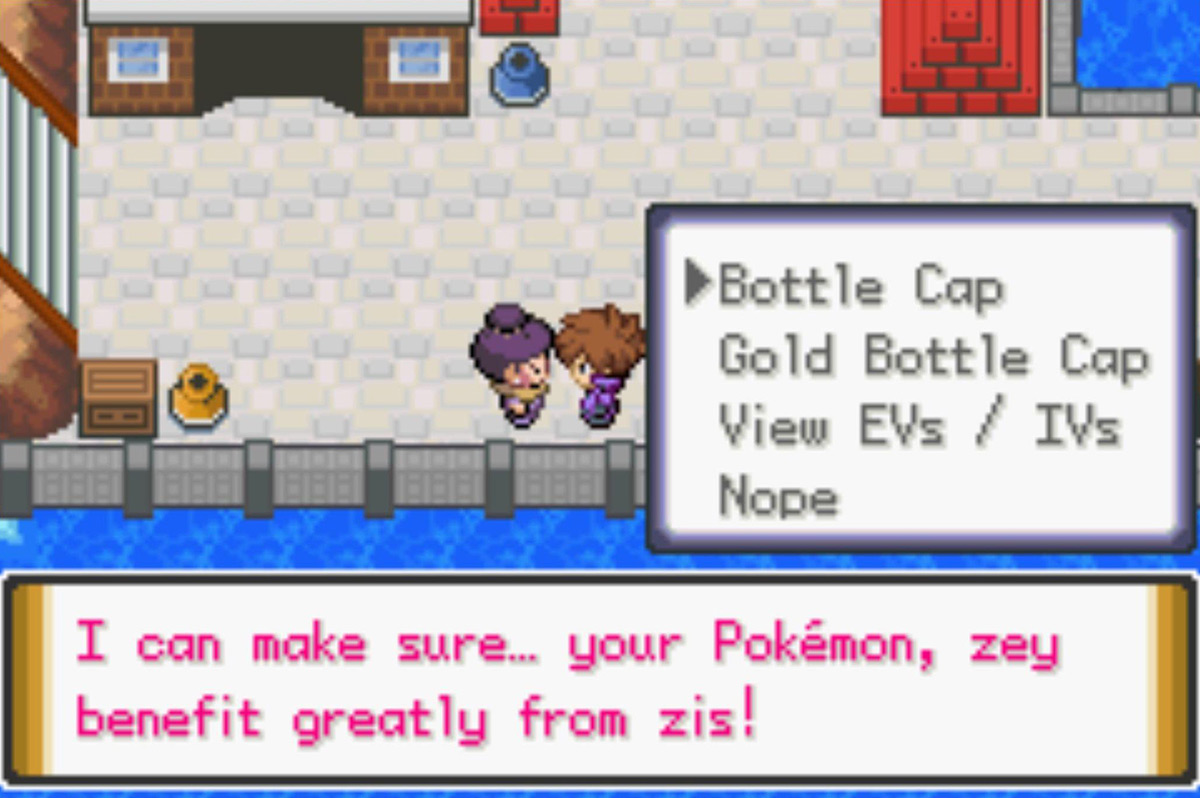 Bottle Cap
Gold Bottle Cap
View EVs / IVs
Nope
I can make sure… your Pokémon, zey
benefit greatly from zis!